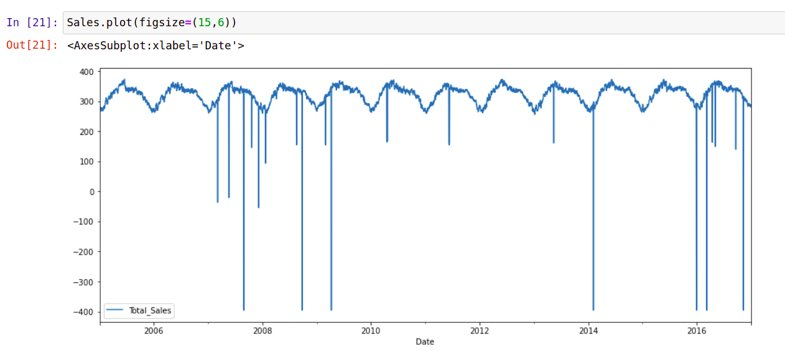 In [21]: Sales.plot(figsize=(15,6))
Out[21]: <AxesSubplot:xlabel='Date'>
400
300
200
100
0
−100
−200
−300
−400
Total_Sales
2006 2008 2010 2012 2014 2016
Date